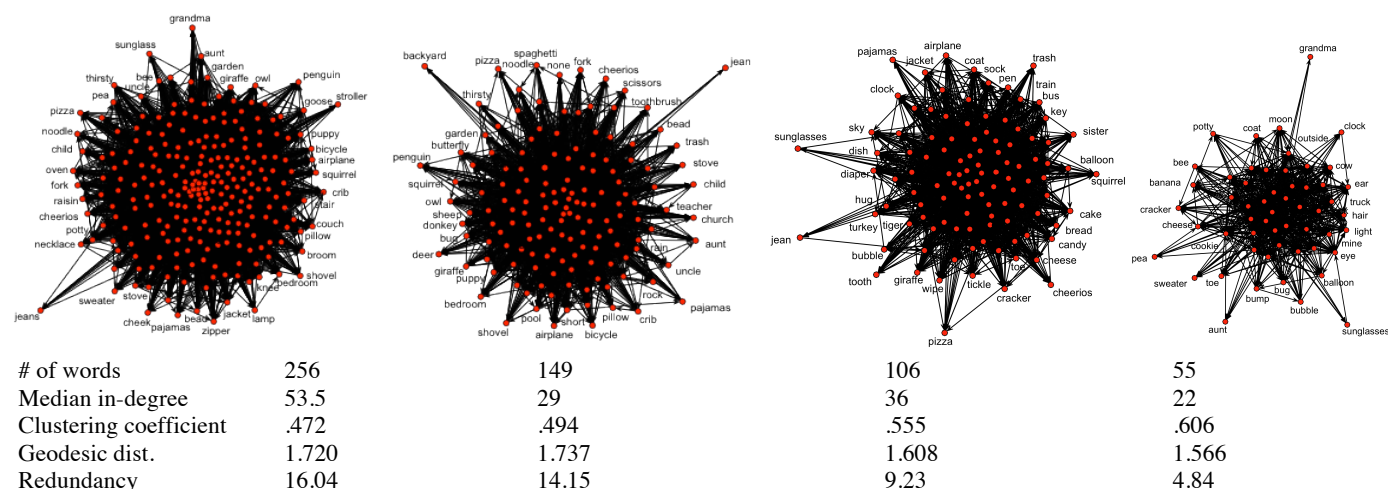 grandma
sunglass
aunt
garden
thirsty
bee
uncle
giraffe
owl
penguin
pea
goose
stroller
pizza
noodle
puppy
child
bicycle
airplane
oven
squirrel
fork
crib
raisin
stair
cheerios
couch
potty
pillow
necklace
broom
knee
bedroom
shovel
sweater
stove
jeans
cheek
pajamas
bead
zipper
jacket
lamp
backyard
pizza
spaghetti
noodle
none
fork
cheerios
scissors
jean
thirsty
toothbrush
garden
bead
butterfly
trash
penguin
stove
squirrel
child
owl
teacher
sheep
church
donkey
bug
rain
aunt
deer
giraffe
puppy
uncle
bedroom
rock
pajamas
pool
short
pillow
crib
shovel
airplane
bicycle
pajamas
airplane
jacket
coat
sock
trash
pen
train
clock
bus
key
sunglasses
sky
sister
dish
balloon
diaper
squirrel
hug
cake
turkey
tiger
bread
jean
candy
bubble
toe
cheese
tooth
giraffe
wipe
tickle
cracker
cheerios
pizza
grandma
potty
coat
moon
clock
outside
bee
cow
banana
ear
truck
cracker
hair
cheese
light
cookie
mine
eye
pea
sweater
toe
bug
balloon
bump
bubble
aunt
sunglasses
# of words 256 149 106 55
Median in-degree 53.5 29 36 22
Clustering coefficient .472 .494 .555 .606
Geodesic dist. 1.720 1.737 1.608 1.566
Redundancy 16.04 14.15 9.23 4.84